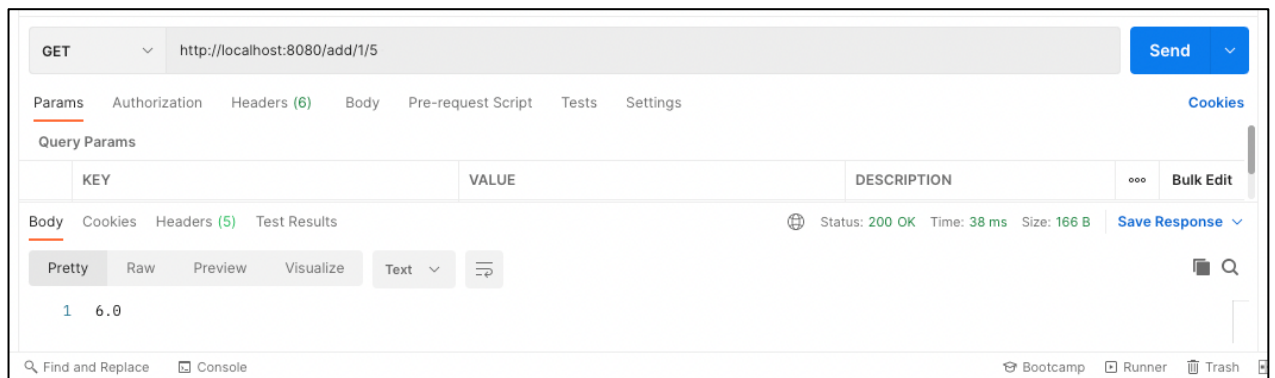 GET http://localhost:8080/add/1/5 Send
Params Authorization Headers (6) Body Pre-request Script Tests Settings Cookies
Query Params
KEY VALUE DESCRIPTION ooo Bulk Edit
Body Cookies Headers (5) Test Results Status: 200 OK Time: 38 ms Size: 166 B Save Response
Pretty Raw Preview Visualize Text
1 6.0
Find and Replace Console Bootcamp Runner Trash